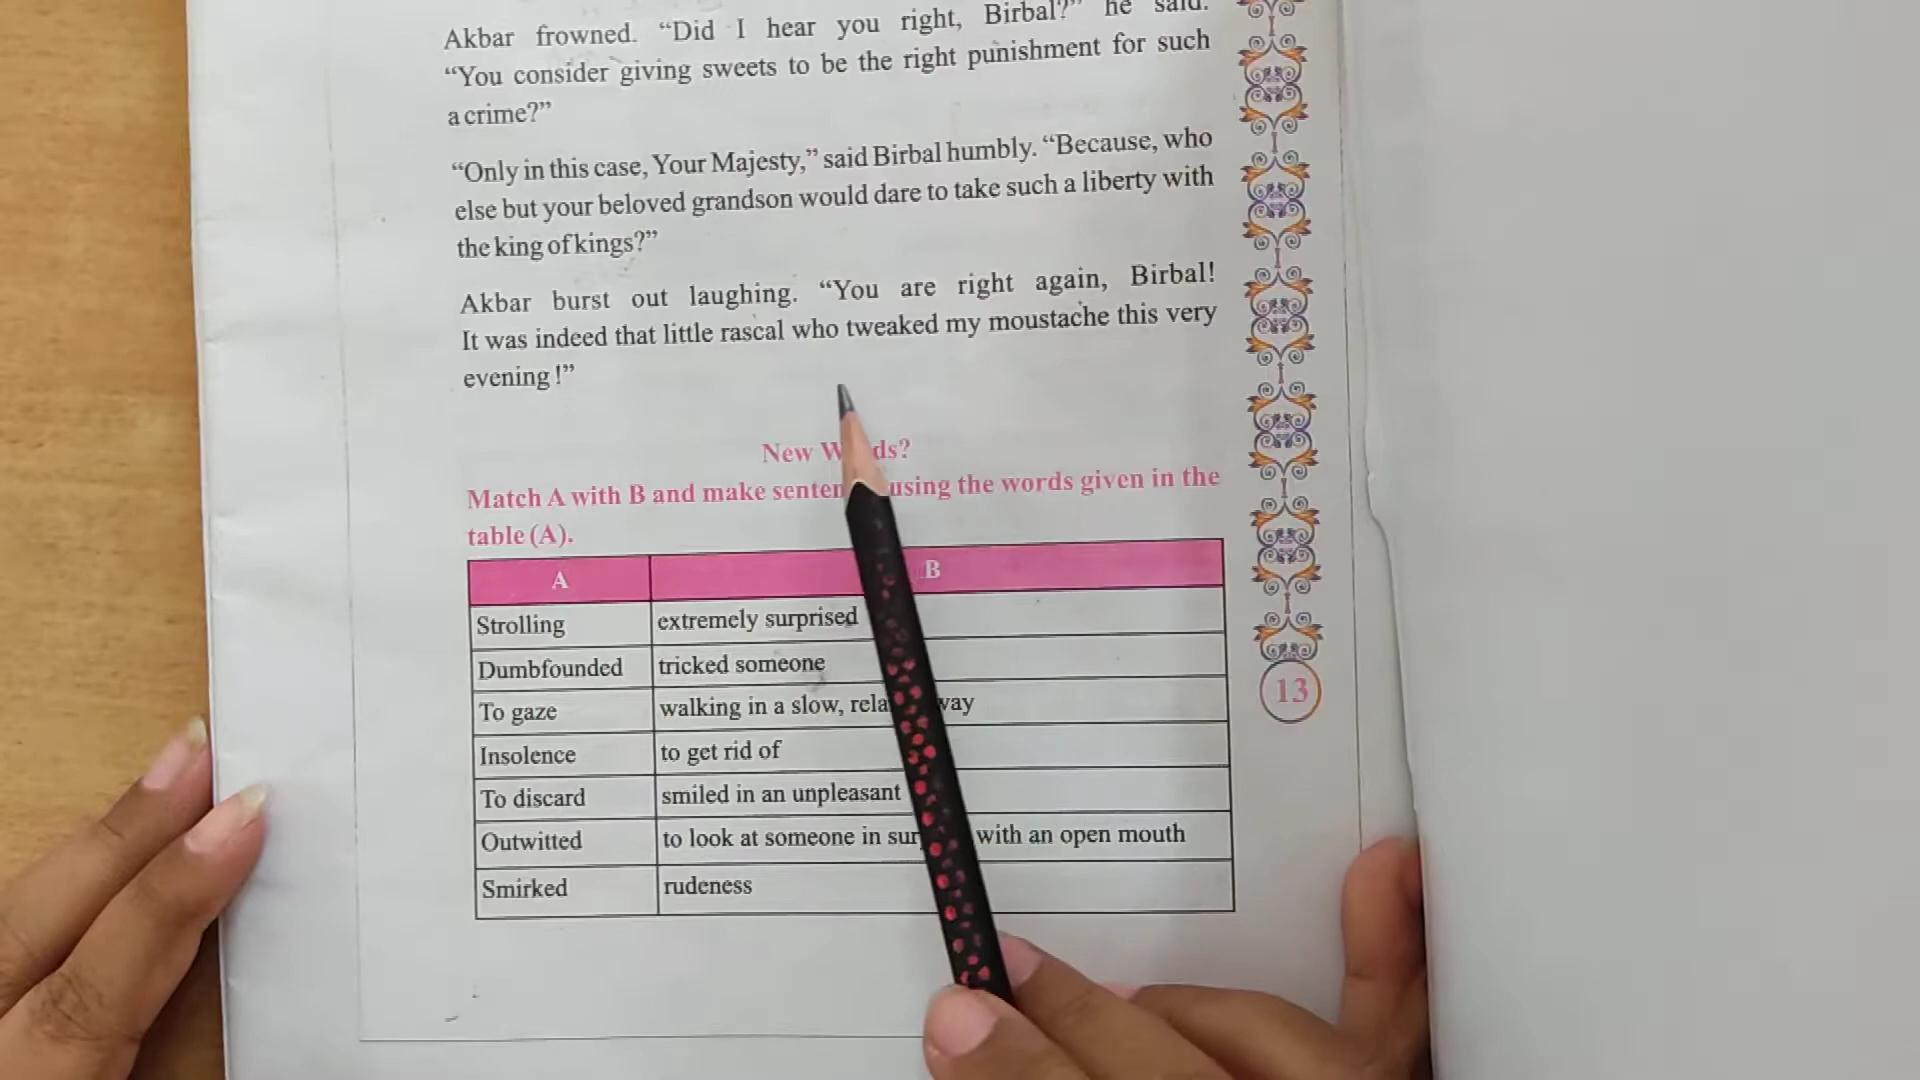 Akbar frowned. “Did I hear you right, Birbal?” he said.
“You consider giving sweets to be the right punishment for such
a crime?”
“Only in this case, Your Majesty,” said Birbal humbly. “Because, who
else but your beloved grandson would dare to take such a liberty with
the king of kings?”
Akbar burst out laughing. “You are right again, Birbal!
It was indeed that little rascal who tweaked my moustache this very
evening!”
New W ds?
Match A with B and make senten using the words given in the
table (A).
A B
Strolling extremely surprised
Dumbfounded tricked someone
To gaze walking in a slow, rela way
Insolence to get rid of
To discard smiled in an unpleasant
Outwitted to look at someone in sur with an open mouth
Smirked rudeness
13